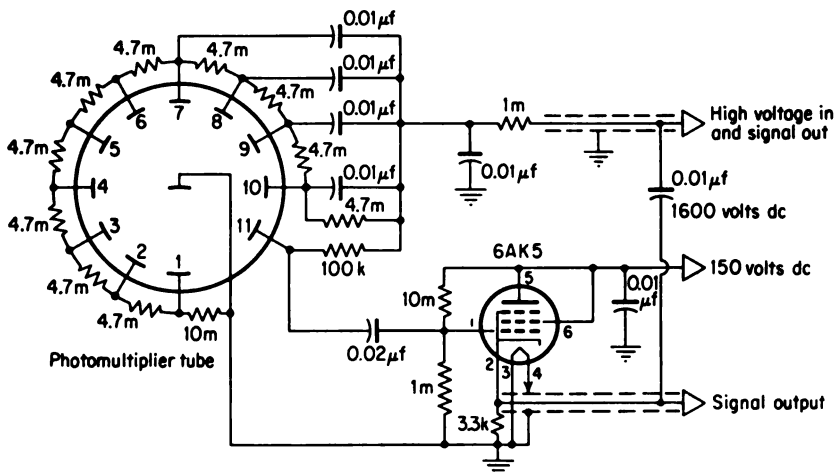 0.01μf
4.7m
4.7m
4.7m
0.01μf
4.7m
7
6
8
4.7m
0.01μf
1m
High voltage in
and signal out
5
9
4.7m
4.7m
0.01μf
0.01μf
4
10
0.01μf
1600 volts dc
4.7m
3
11
4.7m
2
1
100k
6AK5
150 volts dc
4.7m
5
10m
0.01
μf
4.7m
10m
1
6
0.02μf
Photomultiplier tube
2
3
4
1m
Signal output
3.3k